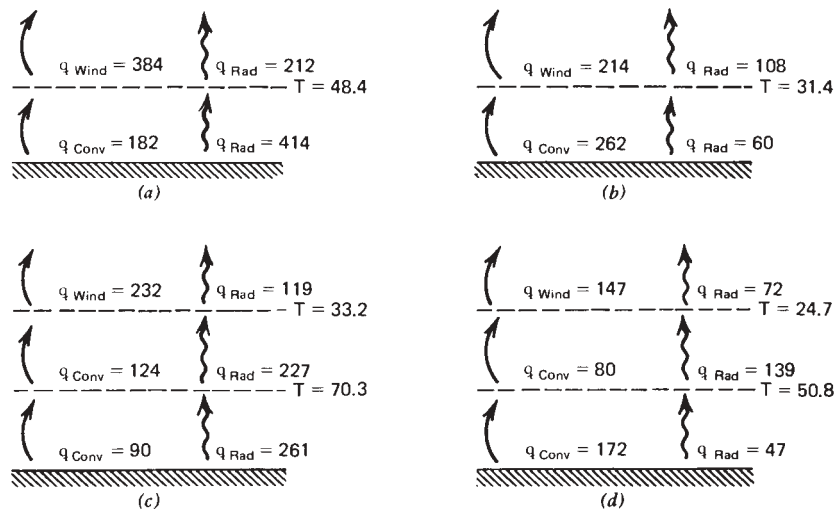 q Wind = 384
q Rad = 212
T = 48.4
q Conv = 182
q Rad = 414
(a)
q Wind = 214
q Rad = 108
T = 31.4
q Conv = 262
q Rad = 60
(b)
q Wind = 232
q Rad = 119
T = 33.2
q Conv = 124
q Rad = 227
T = 70.3
q Conv = 90
q Rad = 261
(c)
q Wind = 147
q Rad = 72
T = 24.7
q Conv = 80
q Rad = 139
T = 50.8
q Conv = 172
q Rad = 47
(d)